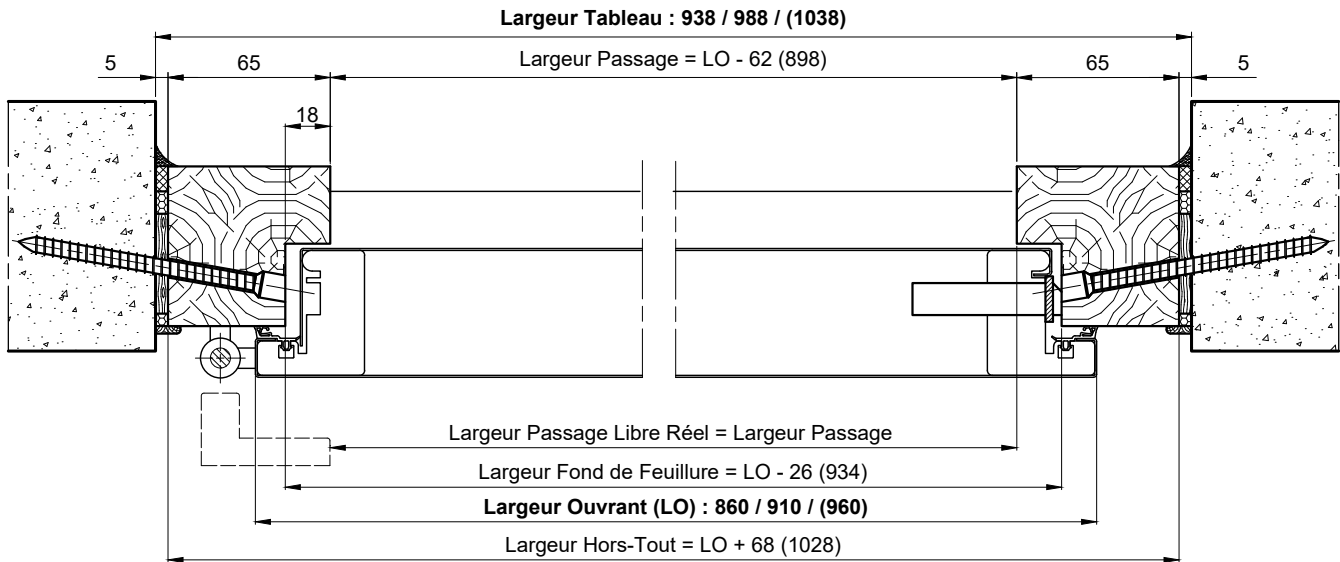 Largeur Tableau : 938 / 988 / (1038)
5 65 Largeur Passage = LO - 62 (898) 65 5
18
Largeur Passage Libre Réel = Largeur Passage
Largeur Fond de Feuillure = LO - 26 (934)
Largeur Ouvrant (LO) : 860 / 910 / (960)
Largeur Hors-Tout = LO + 68 (1028)